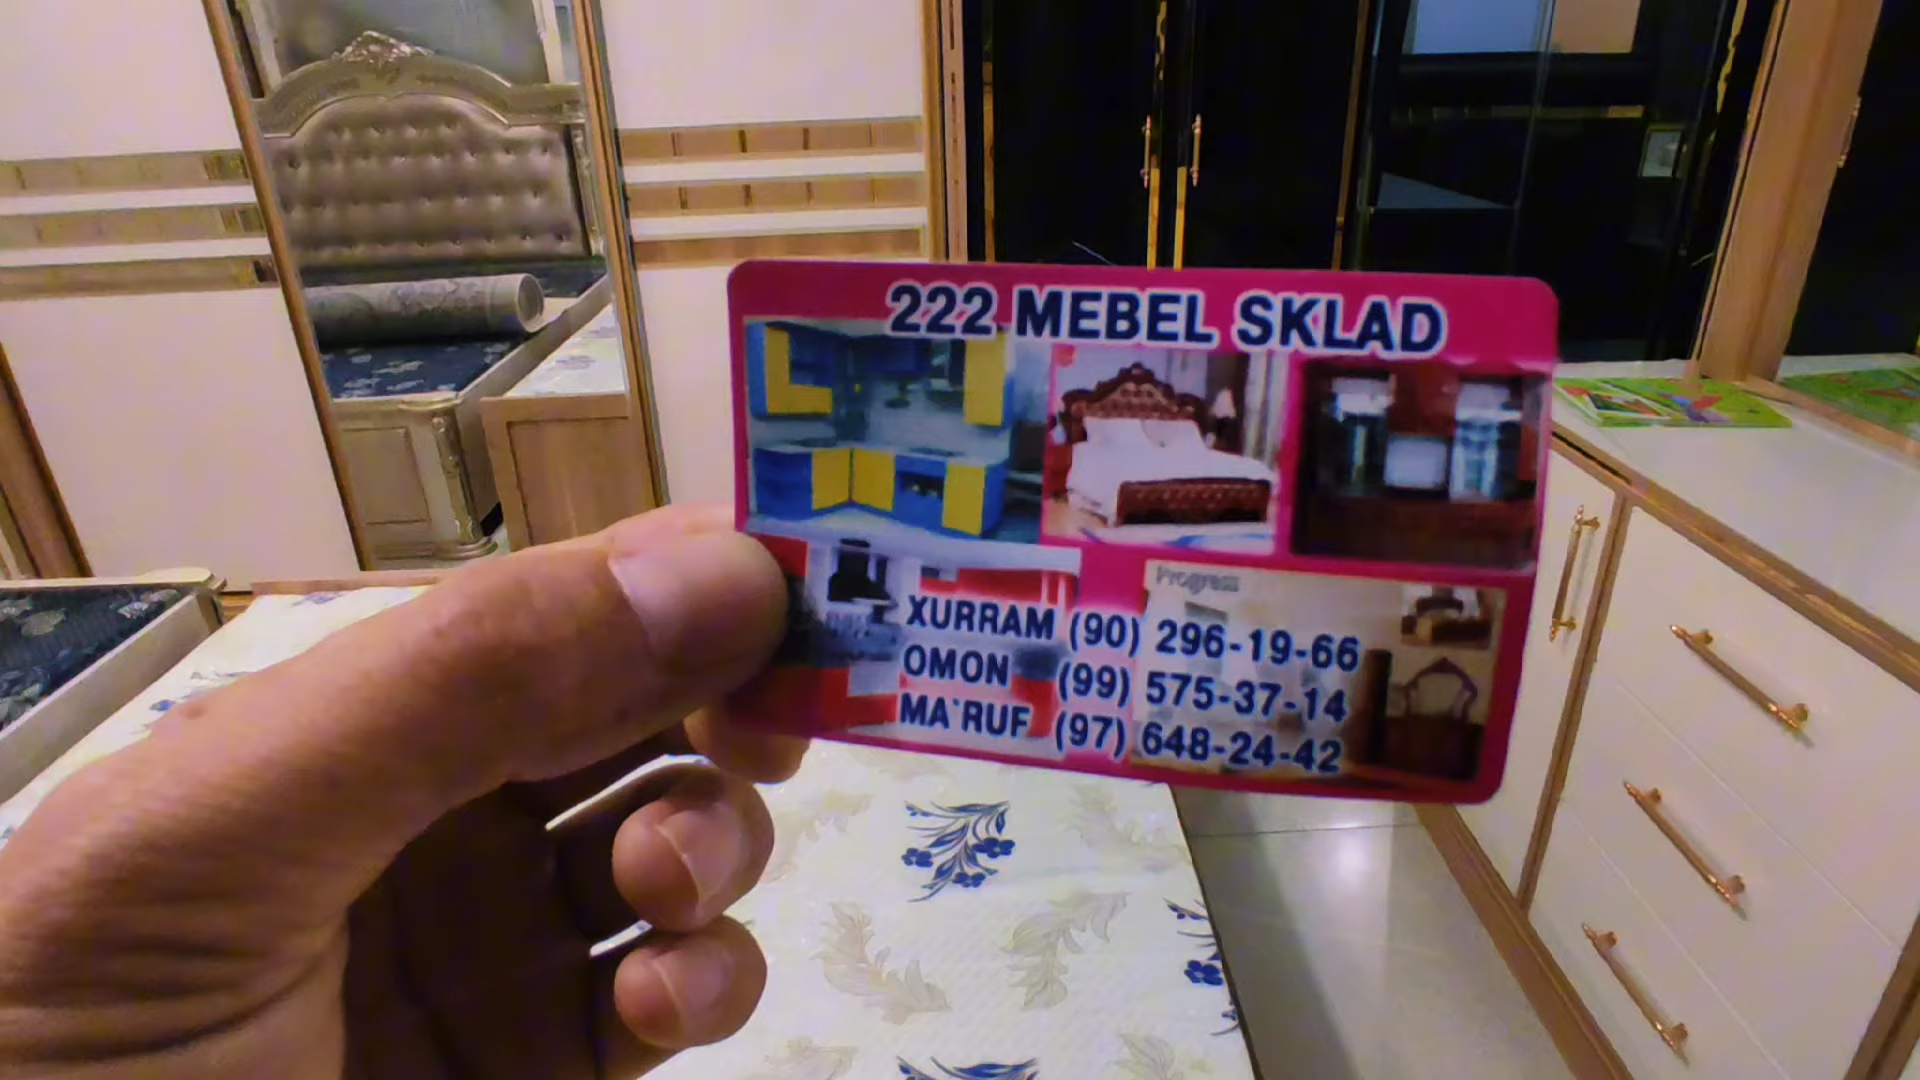 222 MEBEL SKLAD
Progress
XURRAM (90) 296-19-66
OMON (99) 575-37-14
MA'RUF (97) 648-24-42